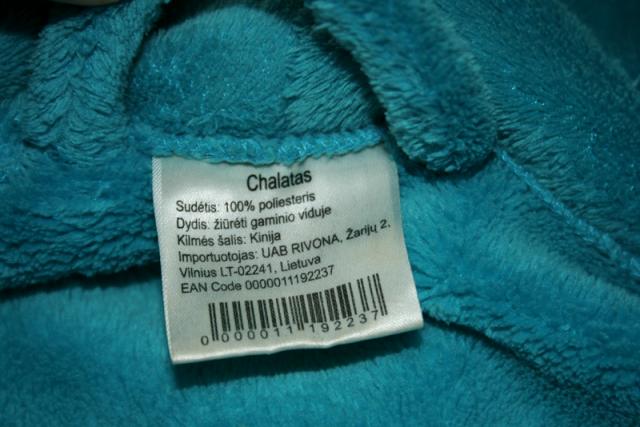 Chalatas
Sudėtis: 100% poliesteris
Dydis: žiūrėti gaminio viduje
Kilmės šalis: Kinija
Importuotojas: UAB RIVONA, Žarijų 2,
Vilnius LT-02241, Lietuva
EAN Code 0000011192237
0 000011 192237